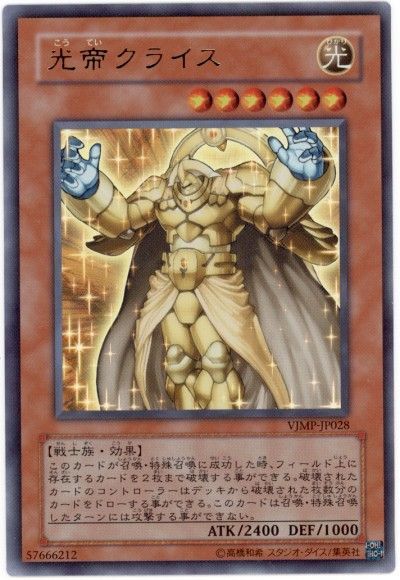 こうてい
光帝クライス
ひかり
光
VJMP-JP028
【戦士族・効果】
このカードが召喚・特殊召喚に成功した時、フィールド上に
存在するカードを２枚まで破壊する事ができる。破壊された
カードのコントローラーはデッキから破壊された枚数分の
カードをドローする事ができる。このカードは召喚・特殊召喚
したターンには攻撃する事ができない。
ATK/2400 DEF/1000
57666212
©高橋和希 スタジオ・ダイス/集英社